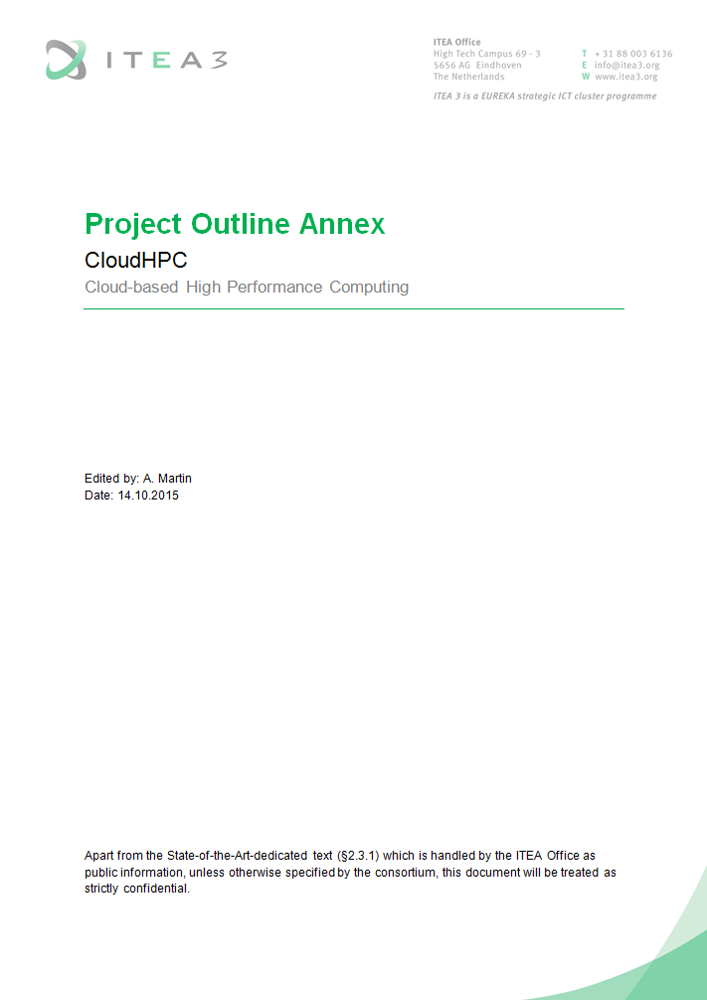 ITEA3
ITEA Office
High Tech Campus 69 - 3
5656 AG Eindhoven
The Netherlands
T + 31 88 003 6136
E info@itea3.org
W www.itea3.org
ITEA 3 is a EUREKA strategic ICT cluster programme
Project Outline Annex
CloudHPC
Cloud-based High Performance Computing
Edited by: A. Martin
Date: 14.10.2015
Apart from the State-of-the-Art-dedicated text (§2.3.1) which is handled by the ITEA Office as
public information, unless otherwise specified by the consortium, this document will be treated as
strictly confidential.